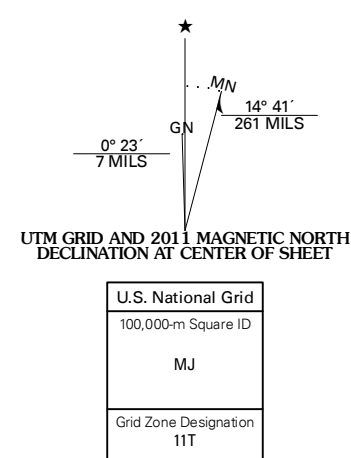 ★
MN
14° 41´
261 MILS
GN
0° 23´
7 MILS
UTM GRID AND 2011 MAGNETIC NORTH
DECLINATION AT CENTER OF SHEET
U.S. National Grid
100,000-m Square ID
MJ
Grid Zone Designation
11T